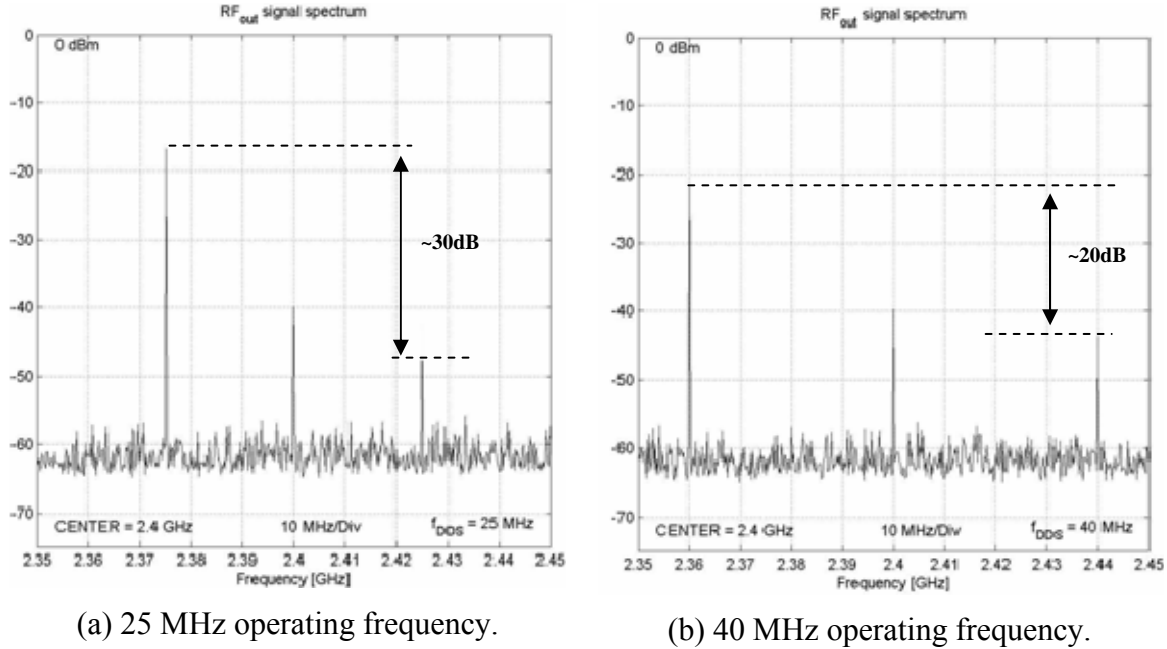 RFout signal spectrum
0 dBm
0
-10
-20
-30
-40
-50
-60
-70
~30dB
CENTER = 2.4 GHz 10 MHz/Div fDDS = 25 MHz
2.35 2.36 2.37 2.38 2.39 2.4 2.41 2.42 2.43 2.44 2.45
Frequency [GHz]
(a) 25 MHz operating frequency.
RFout signal spectrum
0 dBm
0
-10
-20
-30
-40
-50
-60
-70
~20dB
CENTER = 2.4 GHz 10 MHz/Div fDDS = 40 MHz
2.35 2.36 2.37 2.38 2.39 2.4 2.41 2.42 2.43 2.44 2.45
Frequency [GHz]
(b) 40 MHz operating frequency.